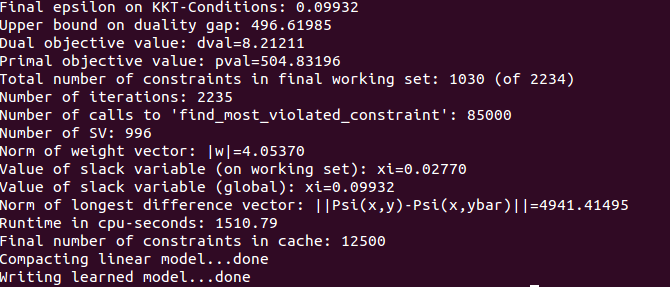 Final epsilon on KKT-Conditions: 0.09932
Upper bound on duality gap: 496.61985
Dual objective value: dval=8.21211
Primal objective value: pval=504.83196
Total number of constraints in final working set: 1030 (of 2234)
Number of iterations: 2235
Number of calls to 'find_most_violated_constraint': 85000
Number of SV: 996
Norm of weight vector: |w|=4.05370
Value of slack variable (on working set): xi=0.02770
Value of slack variable (global): xi=0.09932
Norm of longest difference vector: ||Psi(x,y)-Psi(x,ybar)||=4941.41495
Runtime in cpu-seconds: 1510.79
Final number of constraints in cache: 12500
Compacting linear model...done
Writing learned model...done